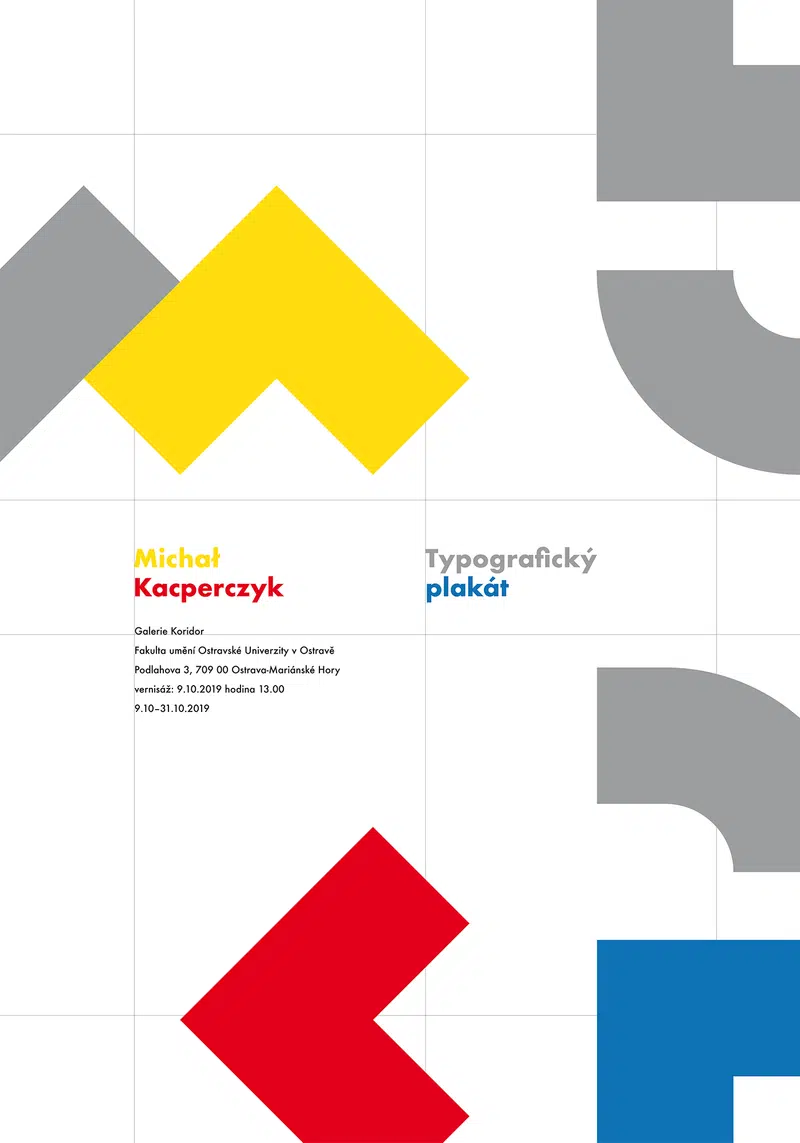 Michał
Kacperczyk
Typografický
plakát
Galerie Koridor
Fakulta umění Ostravské Univerzity v Ostravě
Podlahova 3, 709 00 Ostrava-Mariánské Hory
vernisáž: 9.10.2019 hodina 13.00
9.10–31.10.2019